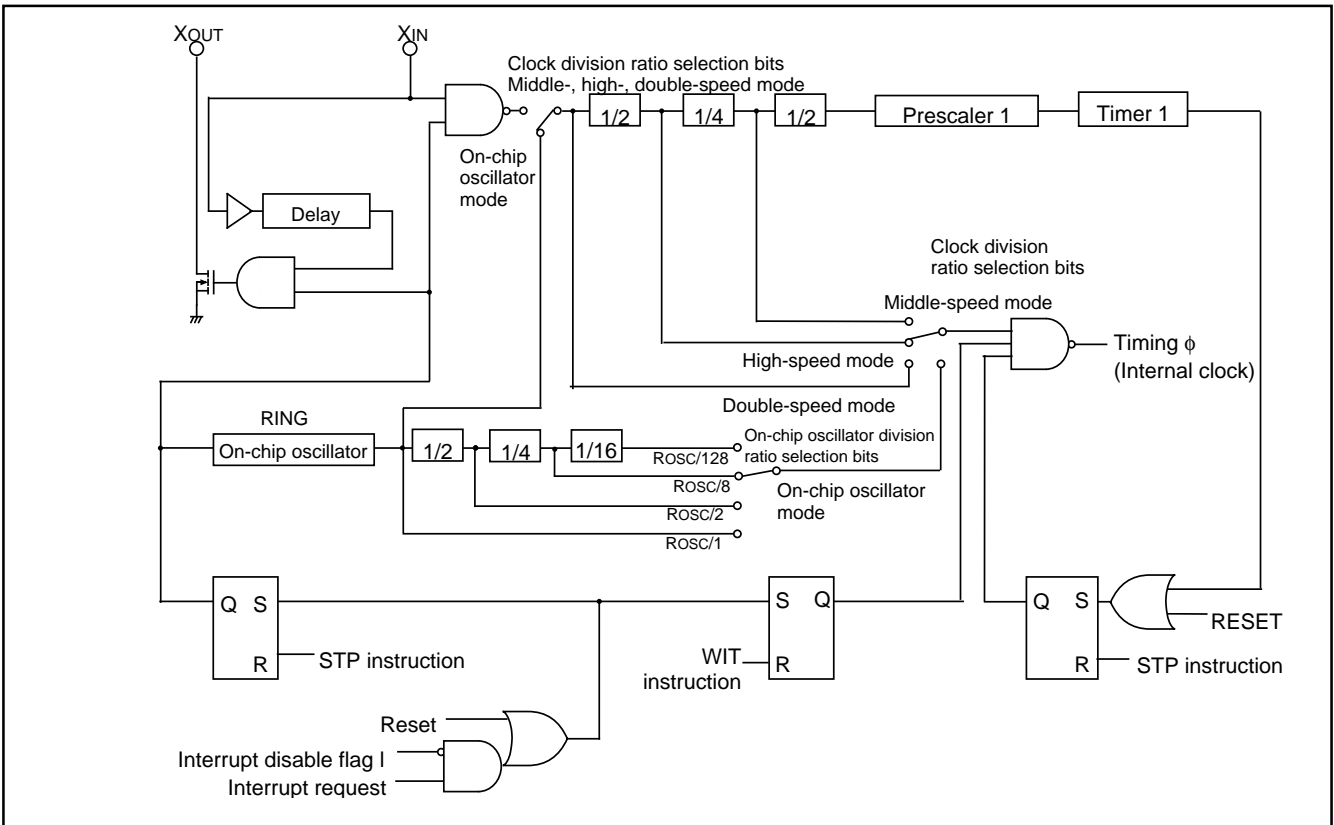 XOUT
XIN
Clock division ratio selection bits
Middle-, high-, double-speed mode
1/2
1/4
1/2
Prescaler 1
Timer 1
On-chip
oscillator
mode
Delay
Clock division
ratio selection bits
Middle-speed mode
High-speed mode
Double-speed mode
Timing ϕ
(Internal clock)
RING
On-chip oscillator
1/2
1/4
1/16
ROSC/128
ROSC/8
ROSC/2
ROSC/1
On-chip oscillator division
ratio selection bits
On-chip oscillator
mode
Q S
R
STP instruction
S Q
R
WIT
instruction
Q S
R
RESET
STP instruction
Reset
Interrupt disable flag I
Interrupt request